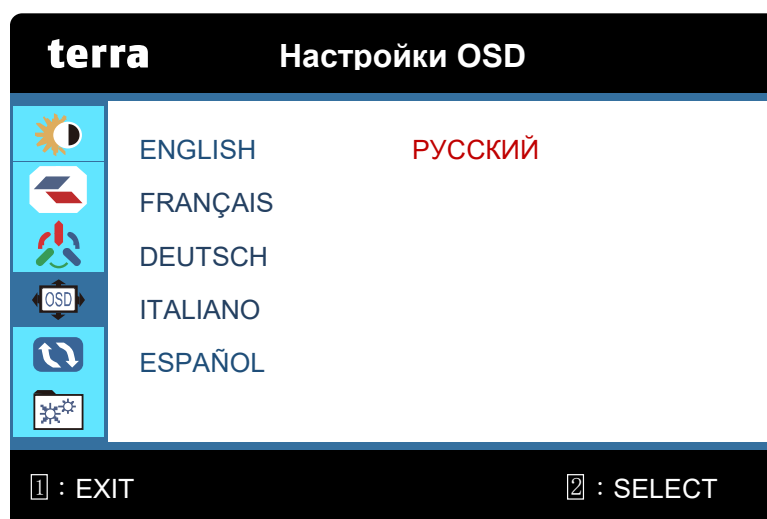 terra Настройки OSD
ENGLISH РУССКИЙ
FRANÇAIS
DEUTSCH
OSD ITALIANO
ESPAÑOL
1 : EXIT 2 : SELECT